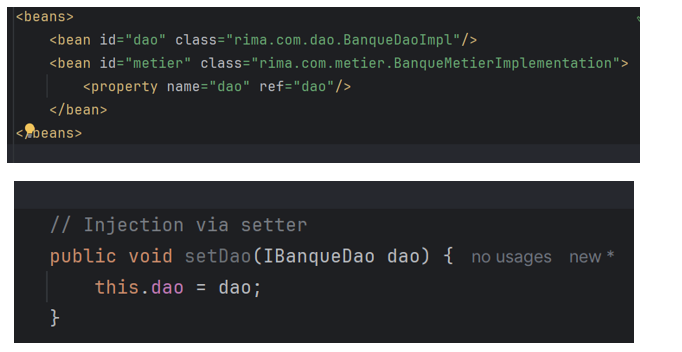 <beans>
<bean id="dao" class="rima.com.dao.BanqueDaoImpl"/>
<bean id="metier" class="rima.com.metier.BanqueMetierImplementation">
<property name="dao" ref="dao"/>
</bean>
</beans>
// Injection via setter
public void setDao(IBanqueDao dao) { no usages new *
this.dao = dao;
}